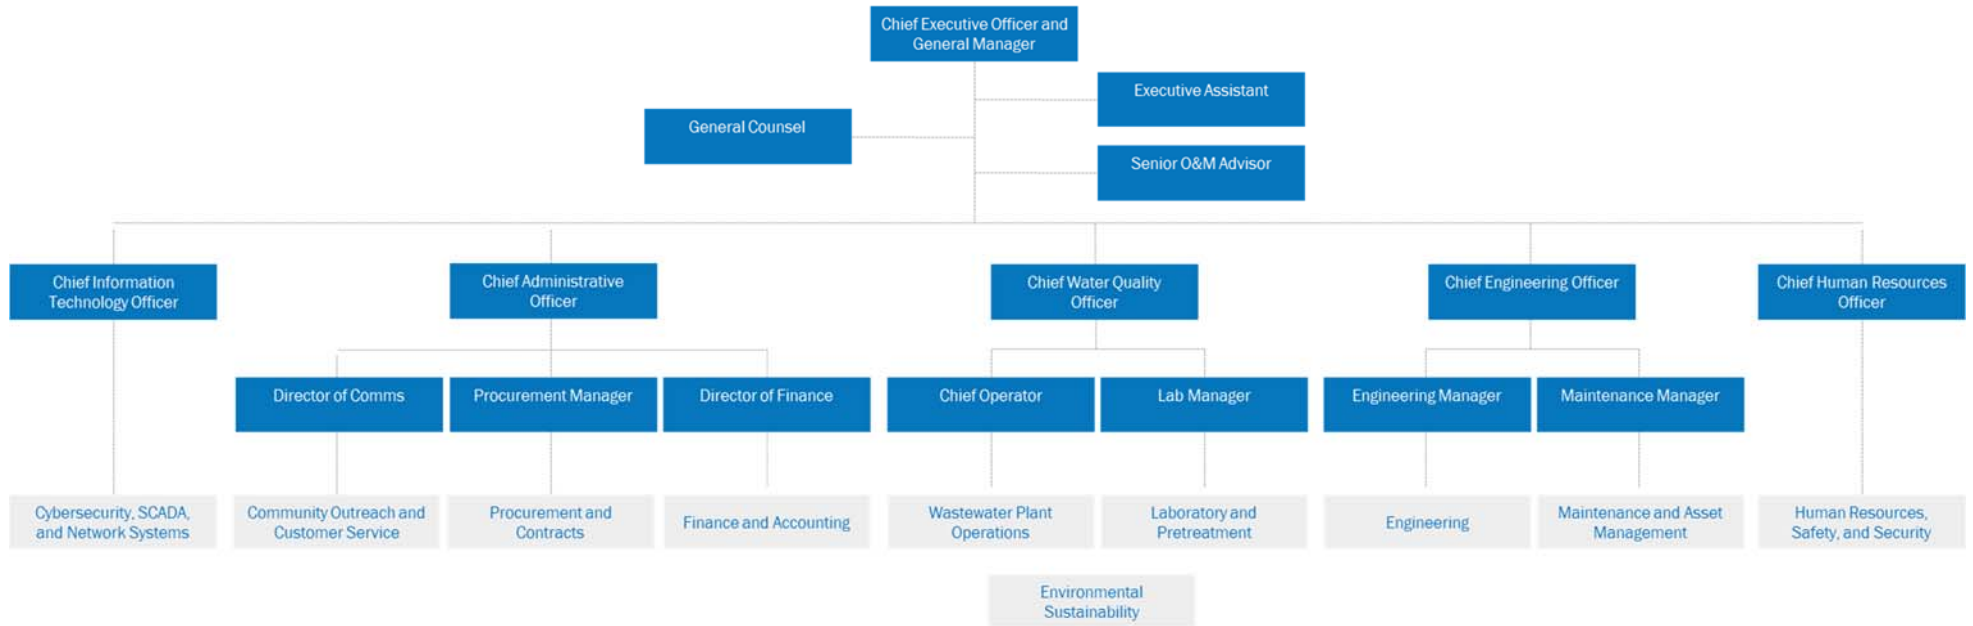 Chief Executive Officer and
General Manager
Executive Assistant
General Counsel
Senior O&M Advisor
Chief Information
Technology Officer
Chief Administrative
Officer
Chief Water Quality
Officer
Chief Engineering Officer
Chief Human Resources
Officer
Director of Comms
Procurement Manager
Director of Finance
Chief Operator
Lab Manager
Engineering Manager
Maintenance Manager
Cybersecurity, SCADA,
and Network Systems
Community Outreach and
Customer Service
Procurement and
Contracts
Finance and Accounting
Wastewater Plant
Operations
Laboratory and
Pretreatment
Engineering
Maintenance and Asset
Management
Human Resources,
Safety, and Security
Environmental
Sustainability